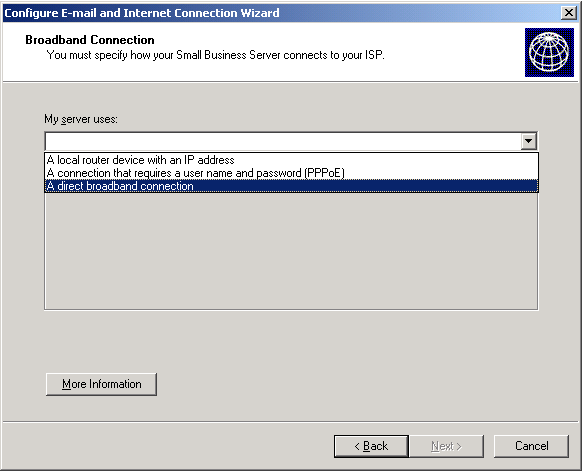 Configure E-mail and Internet Connection Wizard
Broadband Connection
You must specify how your Small Business Server connects to your ISP.
My server uses:
A local router device with an IP address
A connection that requires a user name and password (PPPoE)
A direct broadband connection
More Information
< Back
Next >
Cancel